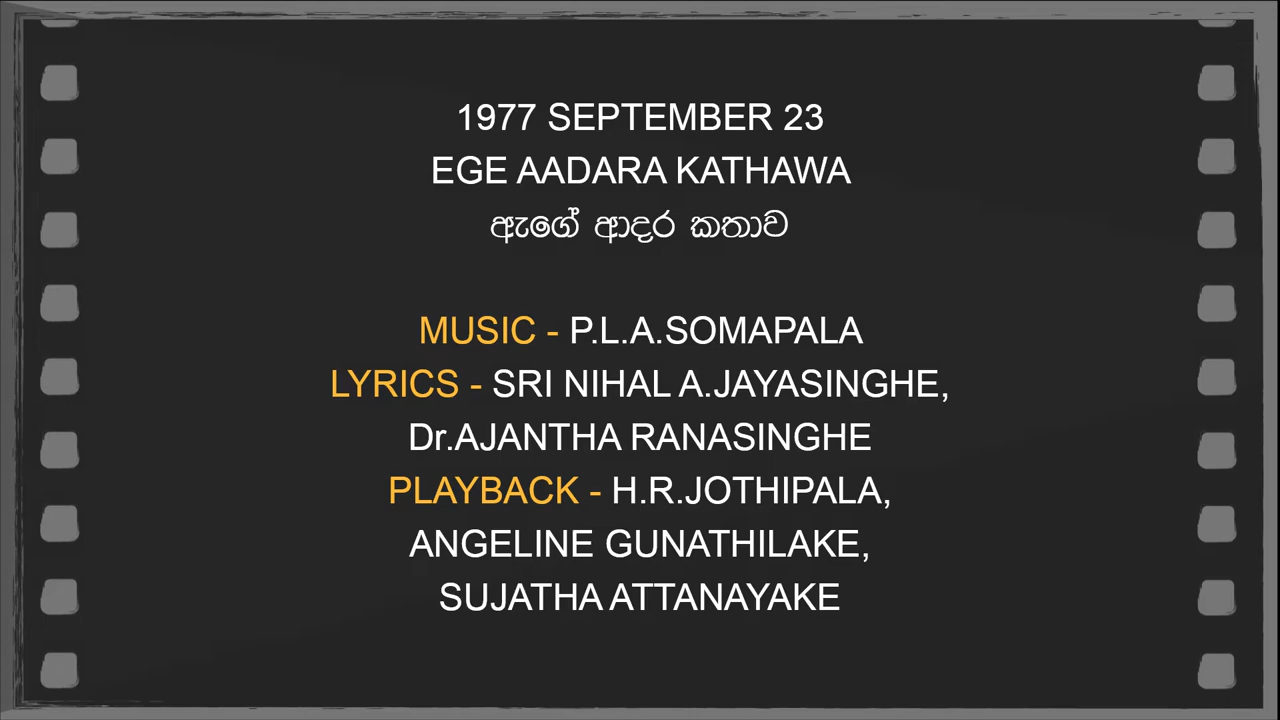 1977 SEPTEMBER 23
EGE AADARA KATHAWA
ඇගේ ආදර කතාව
MUSIC - P.L.A.SOMAPALA
LYRICS - SRI NIHAL A.JAYASINGHE,
Dr.AJANTHA RANASINGHE
PLAYBACK - H.R.JOTHIPALA,
ANGELINE GUNATHILAKE,
SUJATHA ATTANAYAKE